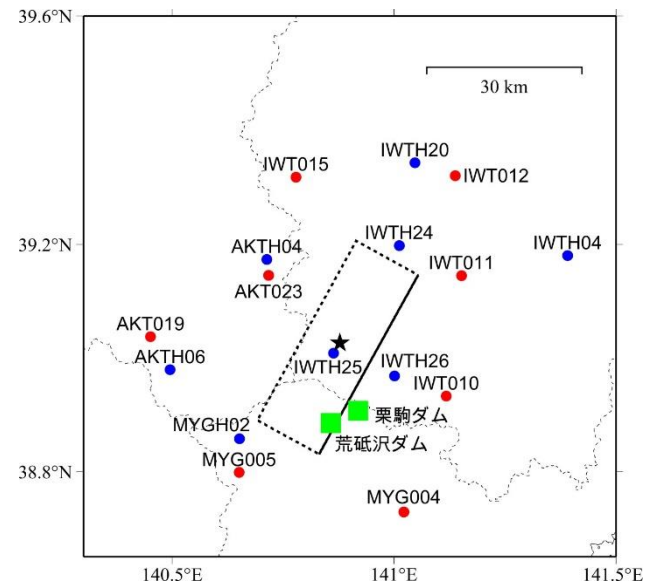 39.6°N
30 km
IWTH20
IWT015
IWT012
39.2°N
IWTH24
IWTH04
AKTH04
IWT011
AKT023
AKT019
AKTH06
IWTH25
IWTH26
IWT010
栗駒ダム
MYGH02
荒砥沢ダム
MYG005
38.8°N
MYG004
140.5°E
141°E
141.5°E